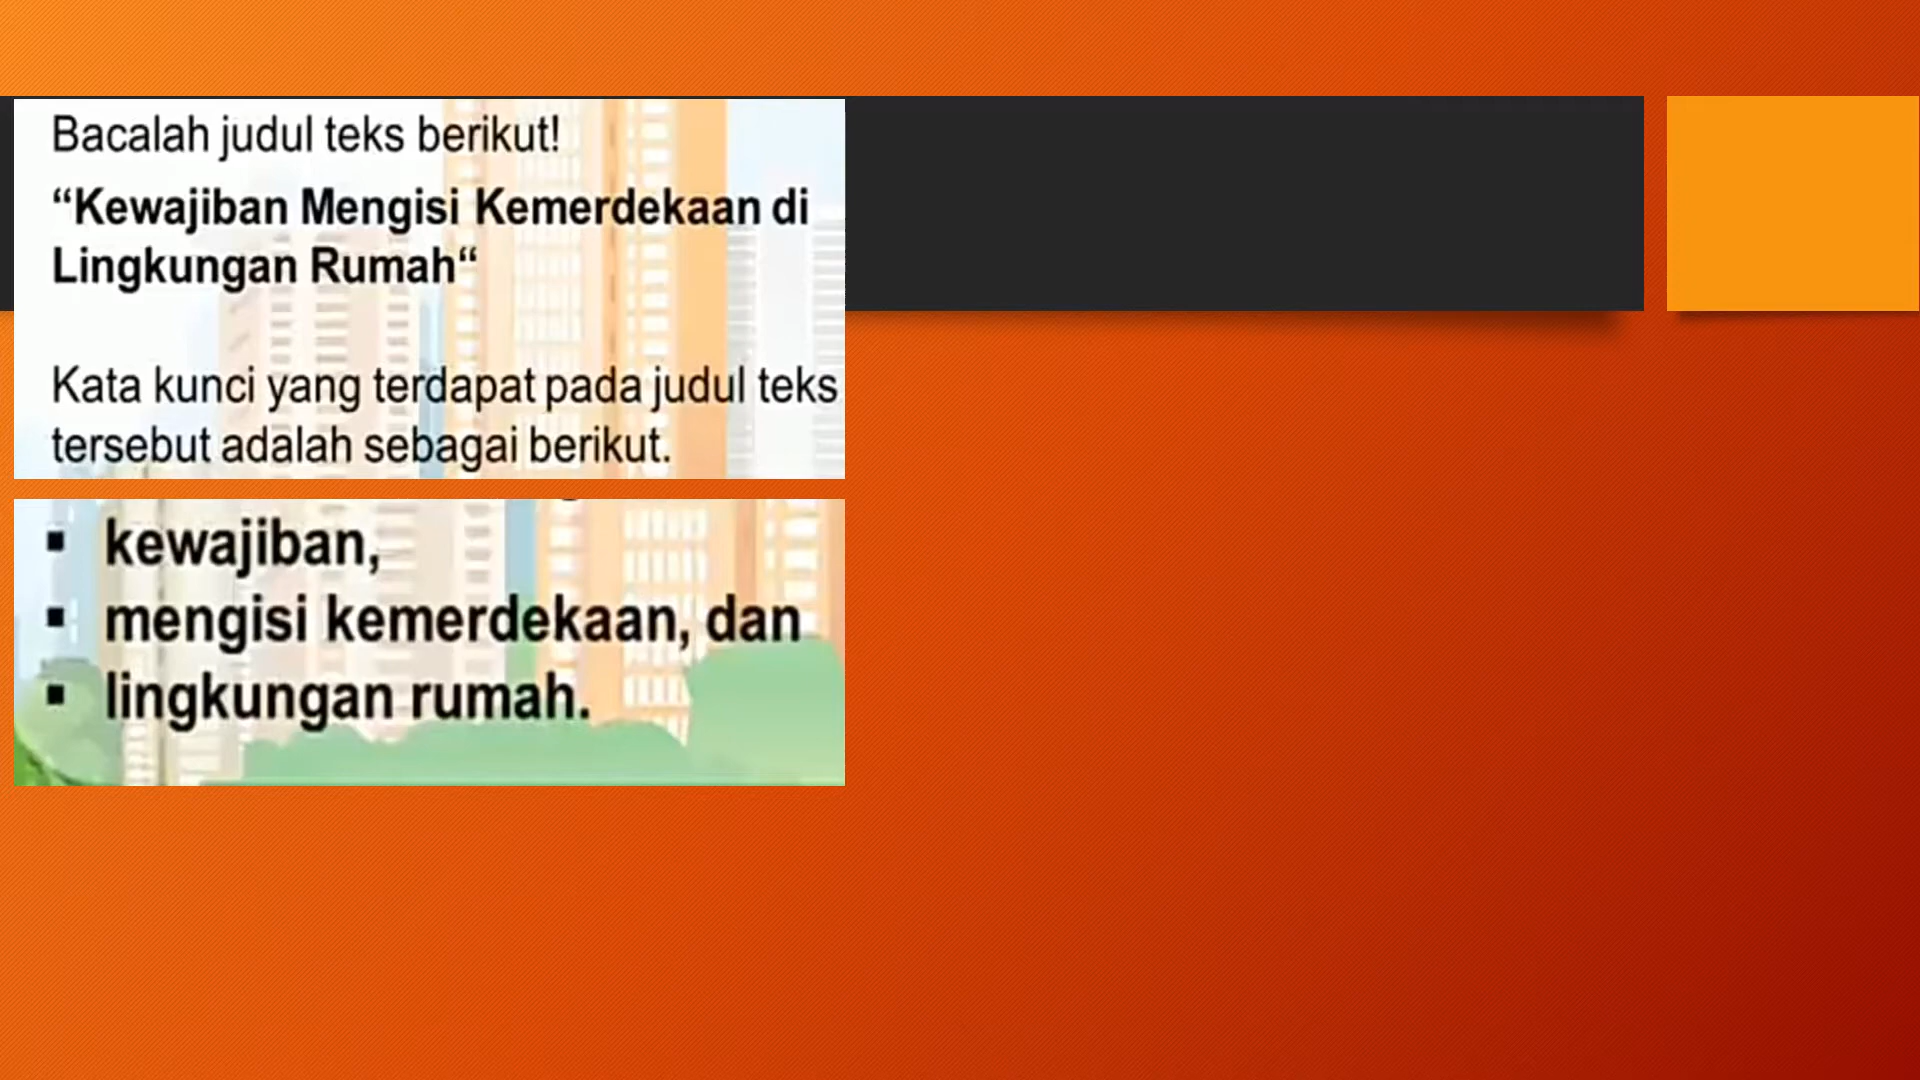 Bacalah judul teks berikut!
“Kewajiban Mengisi Kemerdekaan di
Lingkungan Rumah“
Kata kunci yang terdapat pada judul teks
tersebut adalah sebagai berikut.
▪ kewajiban,
▪ mengisi kemerdekaan, dan
▪ lingkungan rumah.